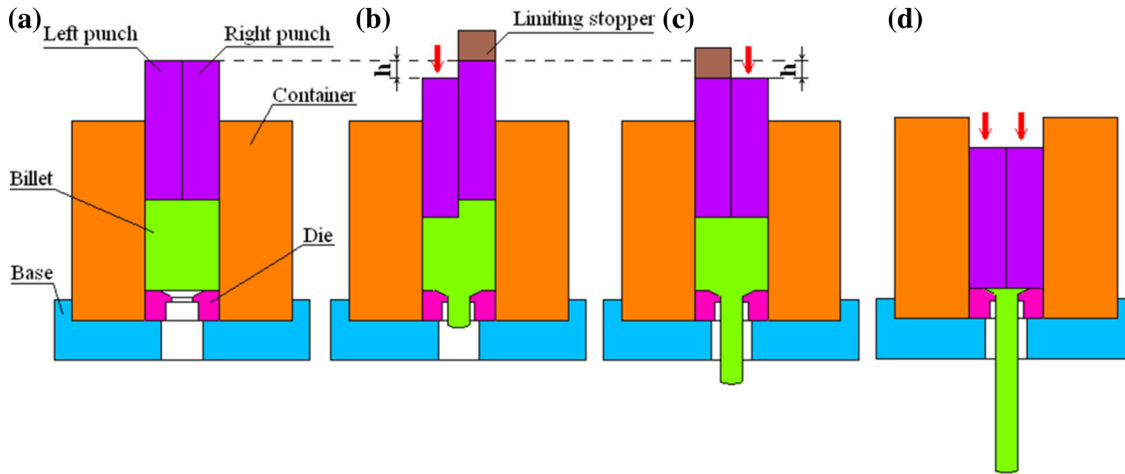 (a)
Left punch
Right punch
Container
Billet
Die
Base
(b)
Limiting stopper
h
(c)
h
(d)